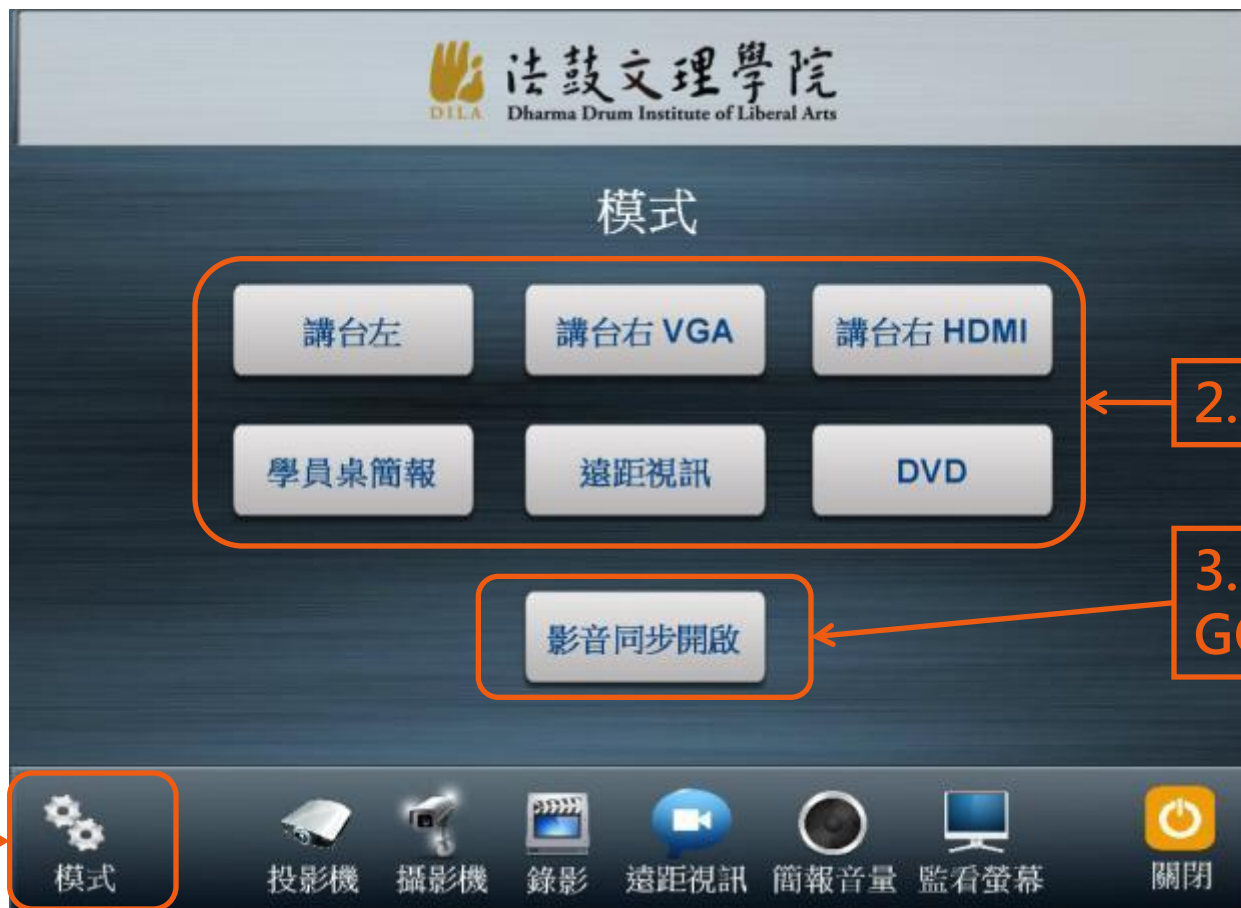 法鼓文理學院
DILA
Dharma Drum Institute of Liberal Arts
模式
講台左
講台右 VGA
講台右 HDMI
2.
學員桌簡報
遠距視訊
DVD
3.
影音同步開啟
模式
投影機
攝影機
錄影
遠距視訊
簡報音量
監看螢幕
關閉